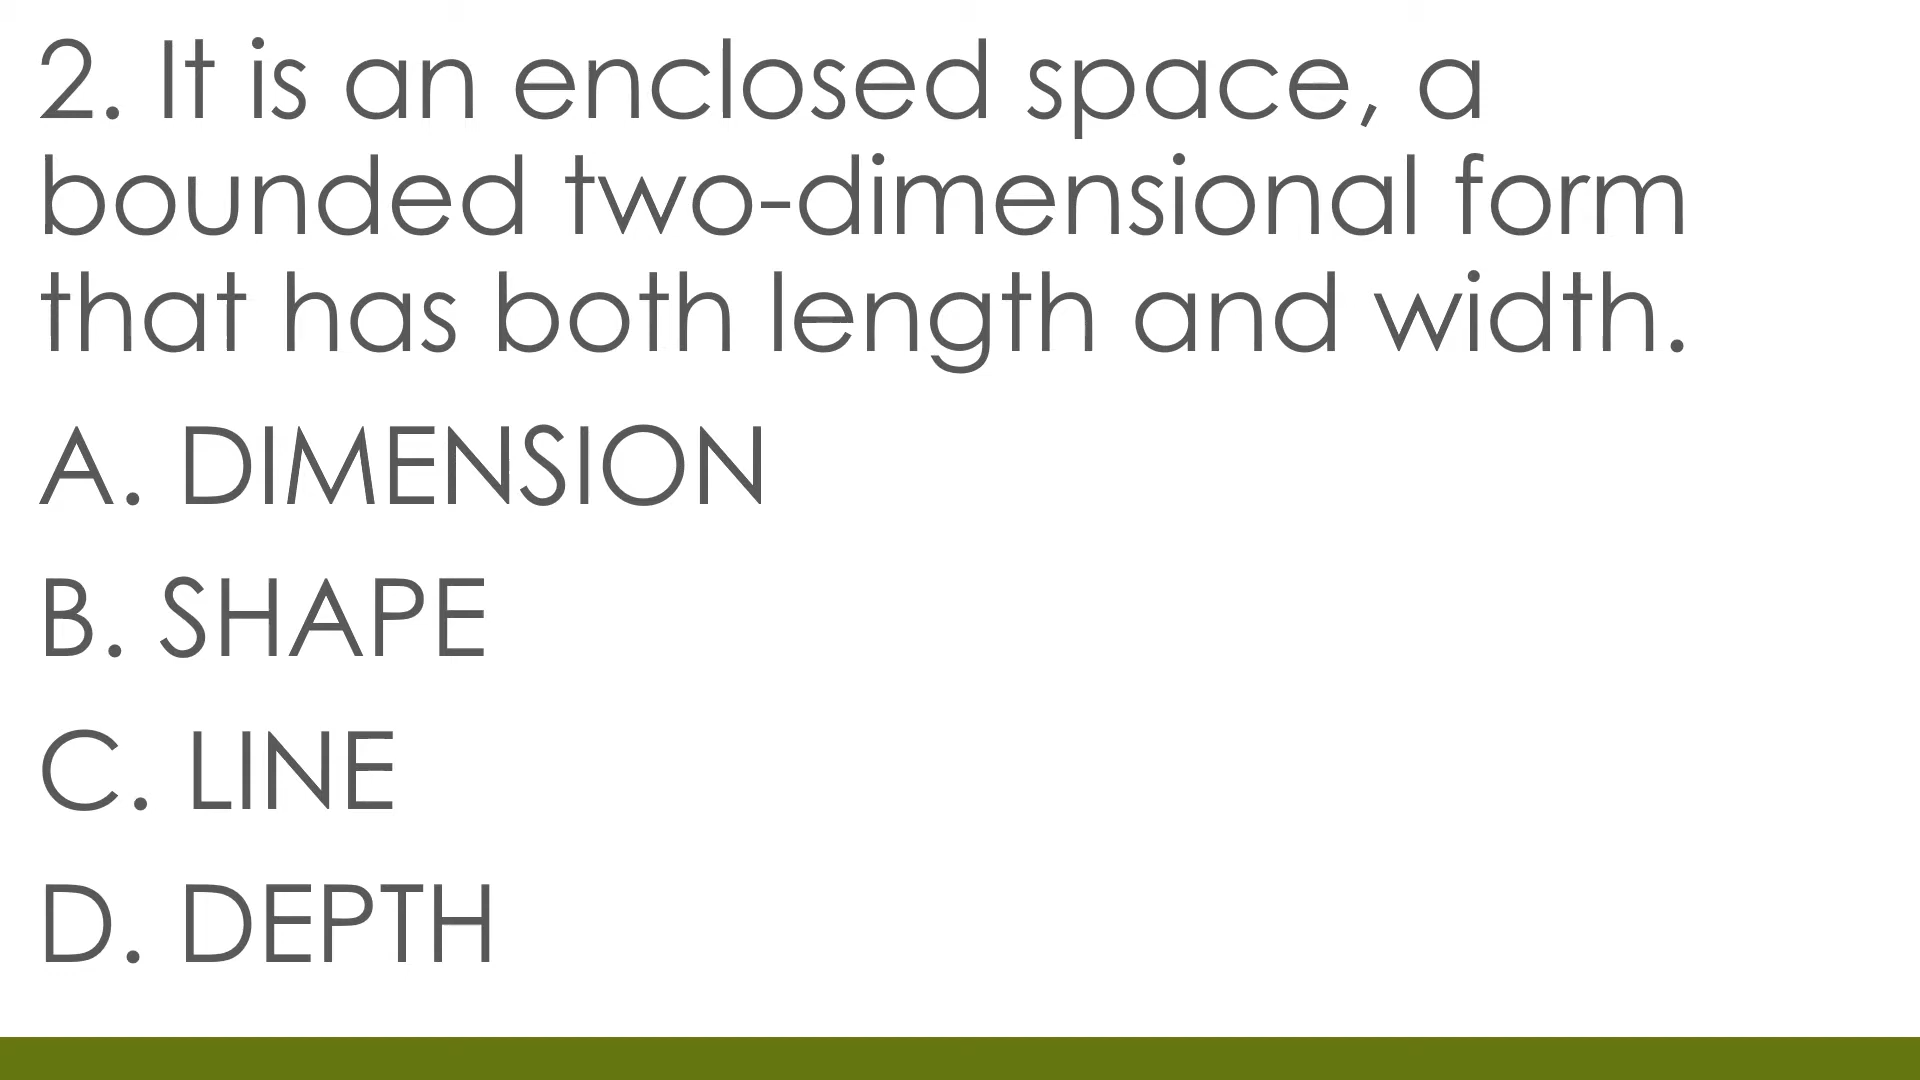 2. It is an enclosed space, a
bounded two-dimensional form
that has both length and width.
A. DIMENSION
B. SHAPE
C. LINE
D. DEPTH